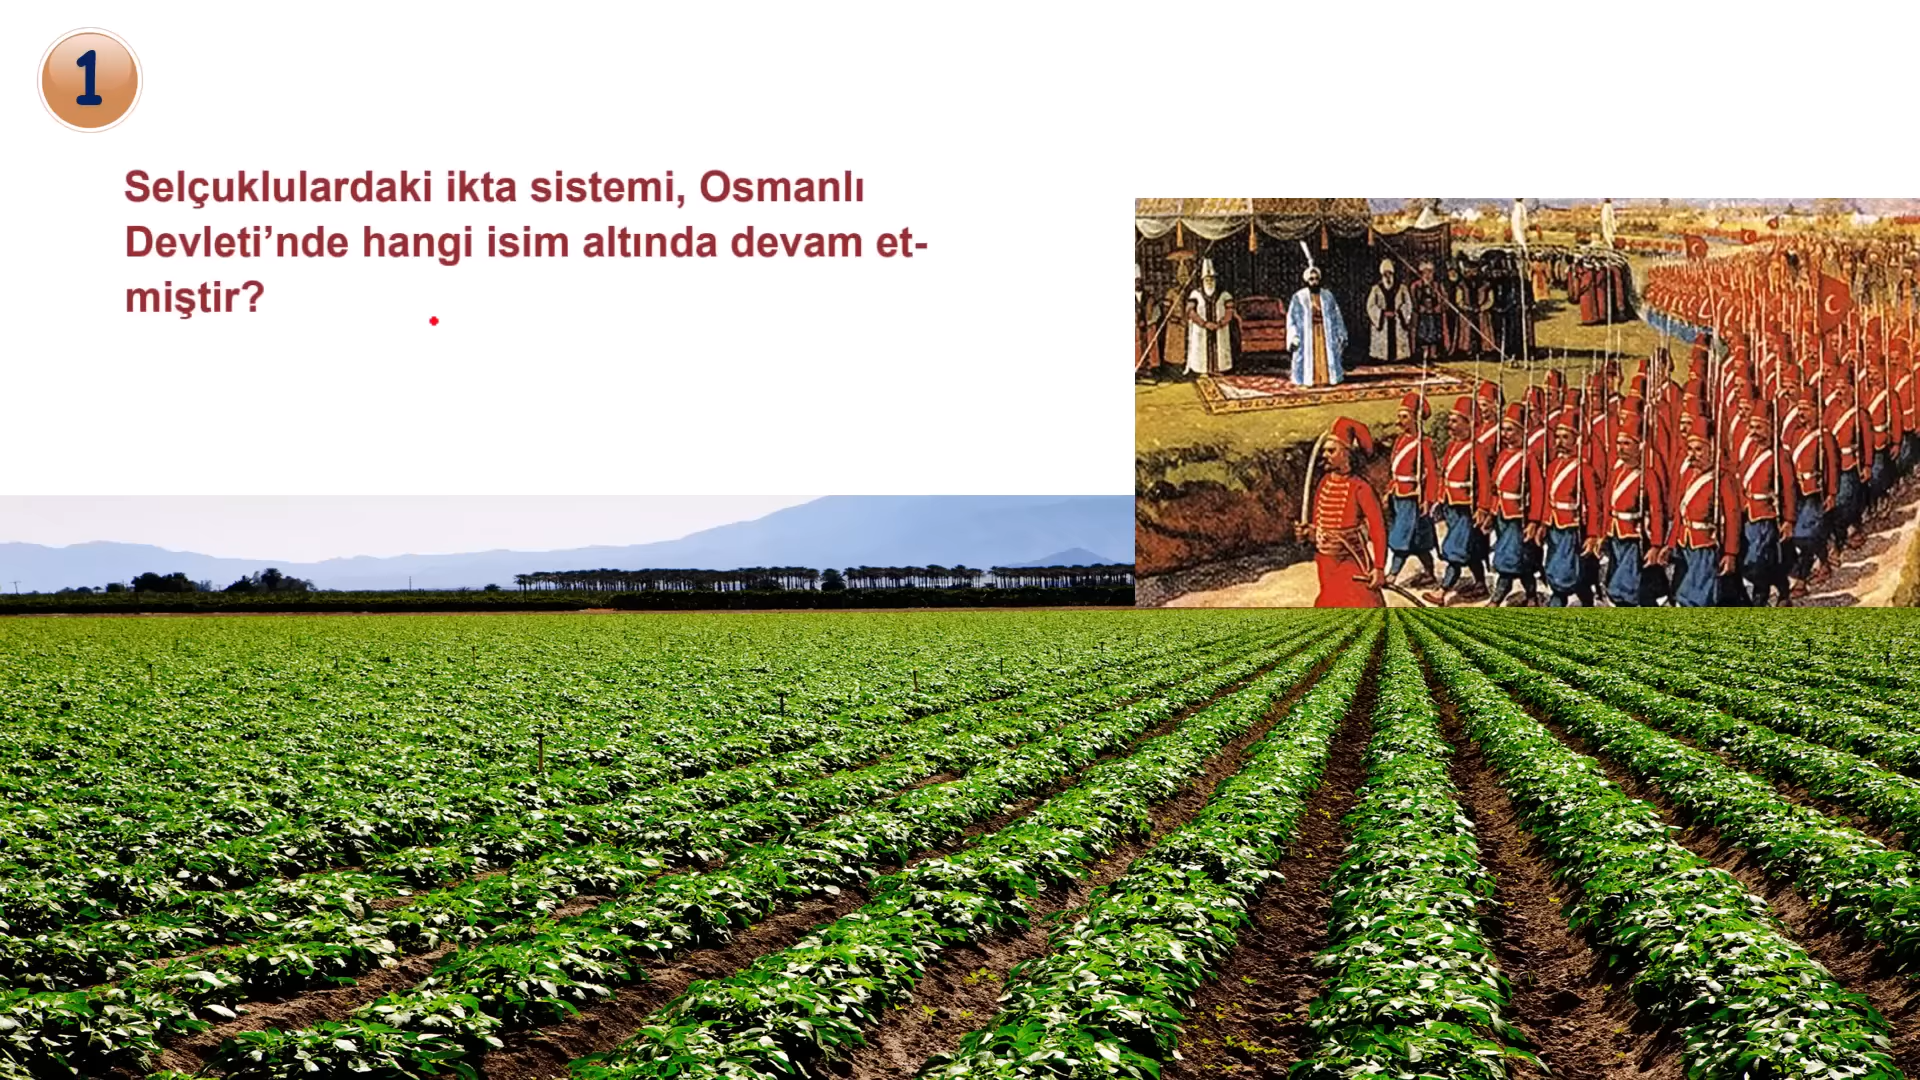 1
Selçuklulardaki ikta sistemi, Osmanlı
Devleti’nde hangi isim altında devam et-
miştir?